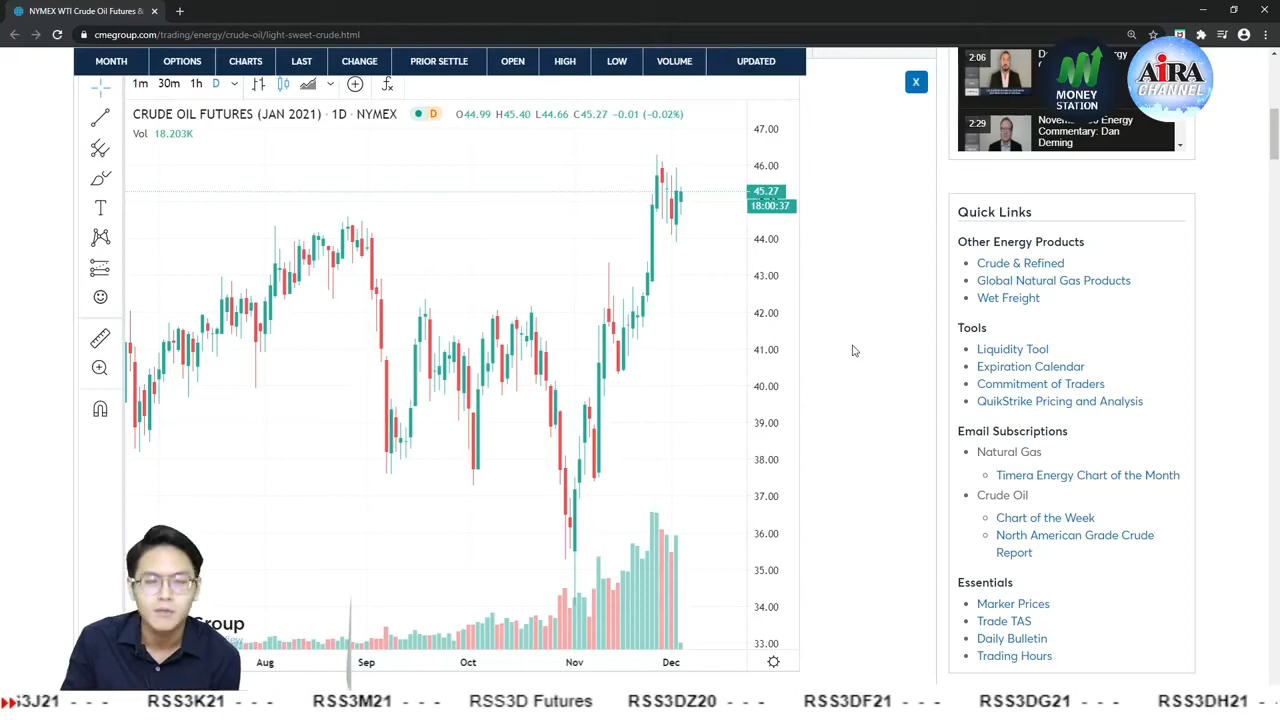 NYMEX WTI Crude Oil Futures &
cmegroup.com/trading/energy/crude-oil/light-sweet-crude.html
MONTH OPTIONS CHARTS LAST CHANGE PRIOR SETTLE OPEN HIGH LOW VOLUME UPDATED
1m 30m 1h D
CRUDE OIL FUTURES (JAN 2021) · 1D · NYMEX D O44.99 H45.40 L44.66 C45.27 −0.01 (−0.02%)
Vol 18.203K
47.00
46.00
45.27
18:00:37
44.00
43.00
42.00
41.00
40.00
39.00
38.00
37.00
36.00
35.00
34.00
33.00
Aug Sep Oct Nov Dec
Group
X
2:06
MONEY
STATION
AiRA
CHANNEL
2:29
Commentary: Dan
Deming
Quick Links
Other Energy Products
Crude & Refined
Global Natural Gas Products
Wet Freight
Tools
Liquidity Tool
Expiration Calendar
Commitment of Traders
QuikStrike Pricing and Analysis
Email Subscriptions
Natural Gas
Timera Energy Chart of the Month
Crude Oil
Chart of the Week
North American Grade Crude
Report
Essentials
Marker Prices
Trade TAS
Daily Bulletin
Trading Hours
3J21 - - - RSS3K21 - - - RSS3M21 - - - RSS3D Futures RSS3DZ20 - - - RSS3DF21 - - - RSS3DG21 - - - RSS3DH21 -